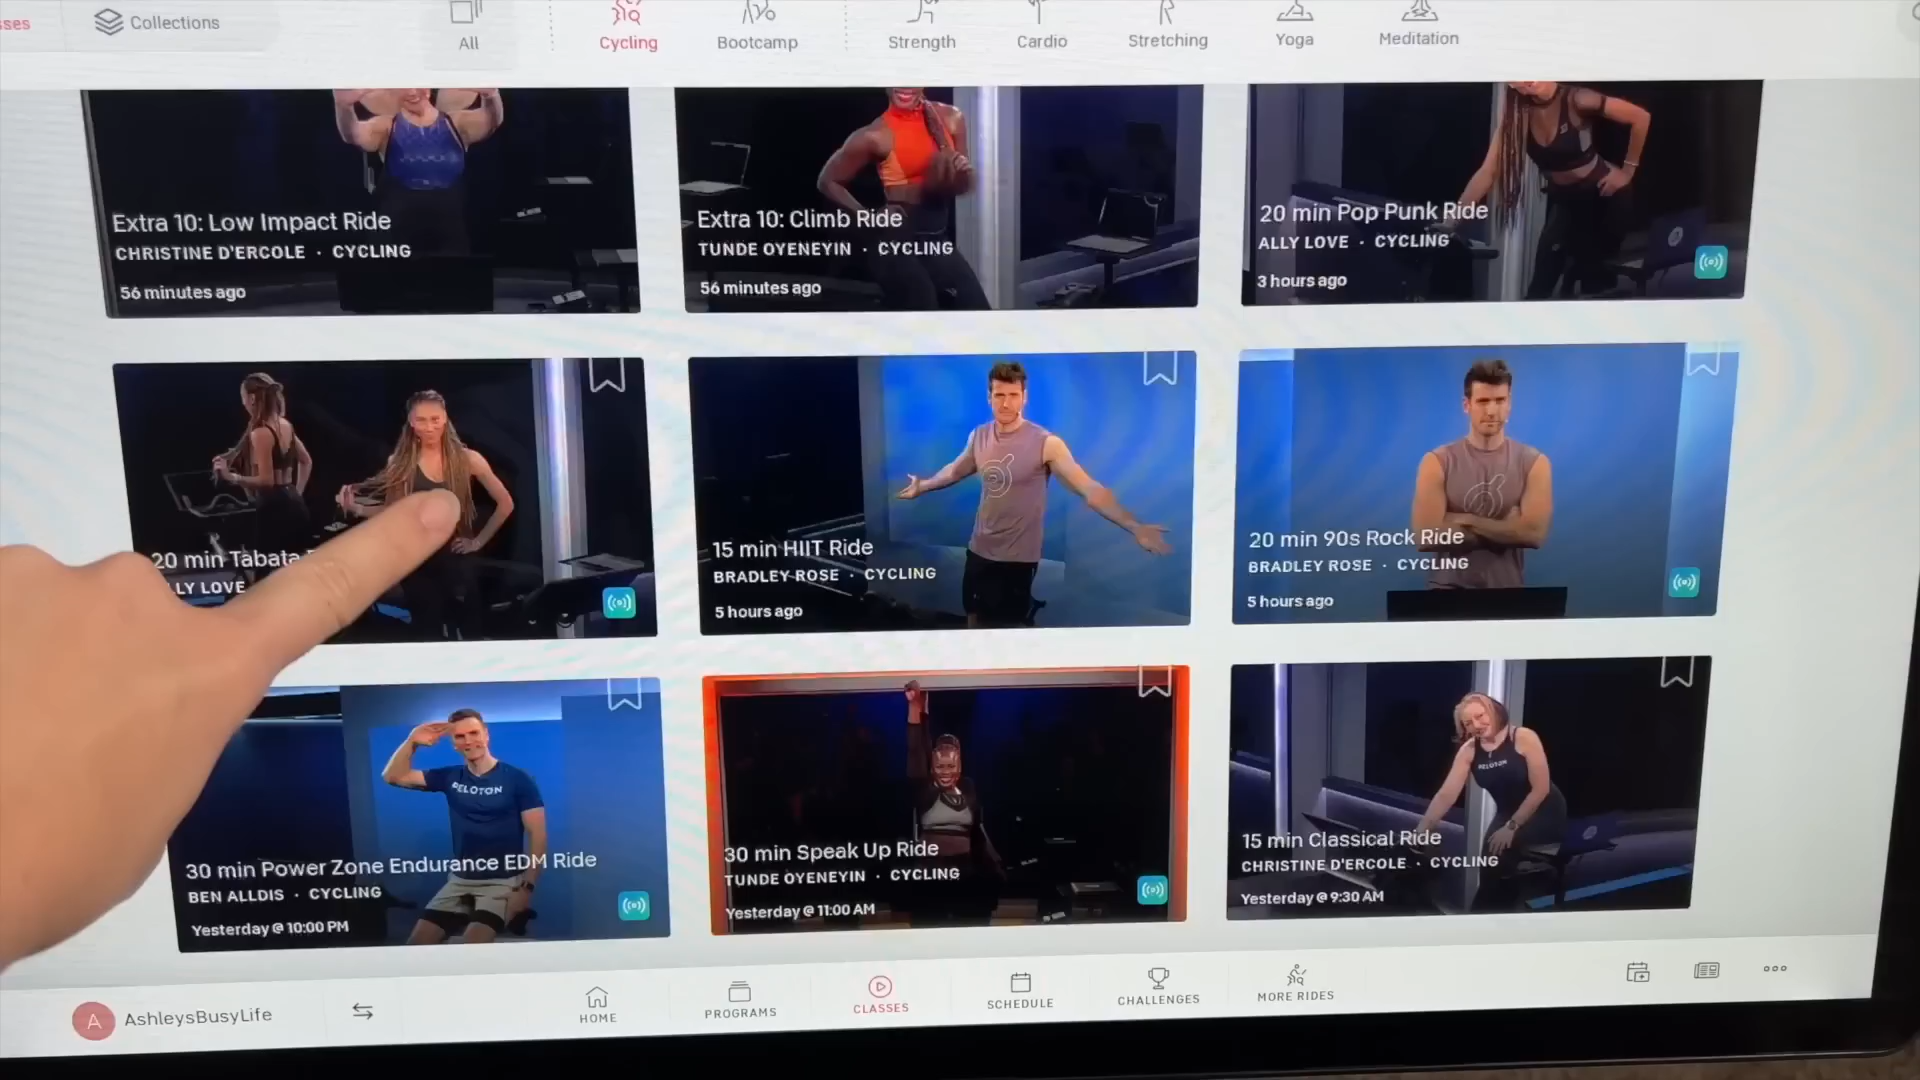 Collections
All
Cycling
Bootcamp
Strength
Cardio
Stretching
Yoga
Meditation
Extra 10: Low Impact Ride
CHRISTINE D'ERCOLE · CYCLING
56 minutes ago
Extra 10: Climb Ride
TUNDE OYENEYIN · CYCLING
56 minutes ago
20 min Pop Punk Ride
ALLY LOVE · CYCLING
3 hours ago
20 min Tabata
LLY LOVE
15 min HIIT Ride
BRADLEY ROSE · CYCLING
5 hours ago
20 min 90s Rock Ride
BRADLEY ROSE · CYCLING
5 hours ago
PELOTON
30 min Power Zone Endurance EDM Ride
BEN ALLDIS · CYCLING
Yesterday @ 10:00 PM
30 min Speak Up Ride
TUNDE OYENEYIN · CYCLING
Yesterday @ 11:00 AM
PELOTON
15 min Classical Ride
CHRISTINE D'ERCOLE · CYCLING
Yesterday @ 9:30 AM
A AshleysBusyLife
HOME
PROGRAMS
CLASSES
SCHEDULE
CHALLENGES
MORE RIDES